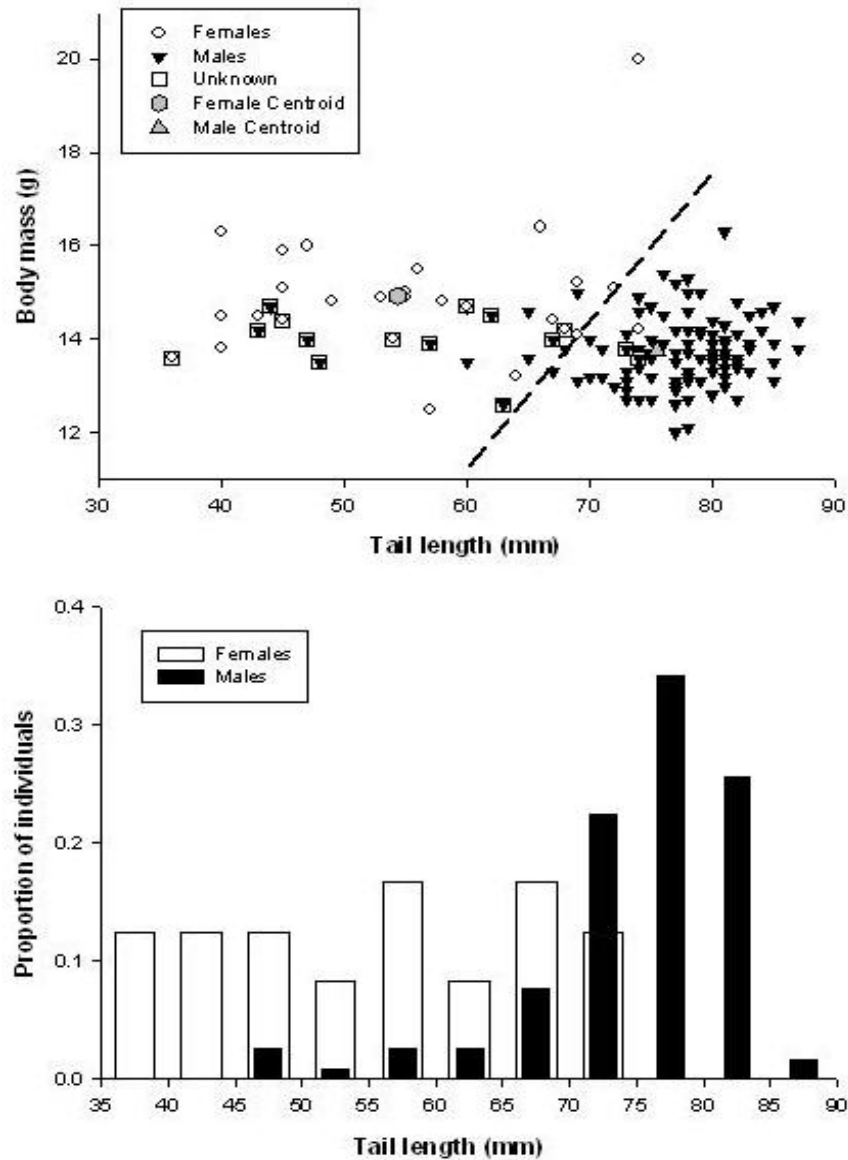 Females
Males
Unknown
Female Centroid
Male Centroid
20
18
16
14
12
Body mass (g)
30 40 50 60 70 80 90
Tail length (mm)
0.4
0.3
0.2
0.1
0.0
Females
Males
Proportion of individuals
35 40 45 50 55 60 65 70 75 80 85 90
Tail length (mm)